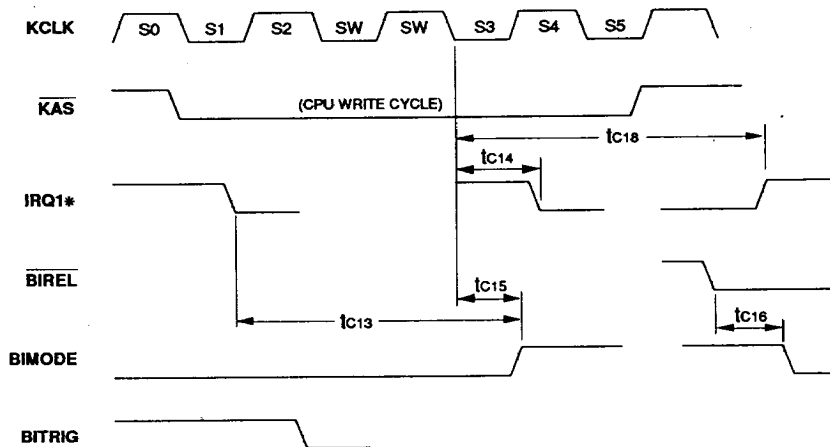 KCLK S0 S1 S2 SW SW S3 S4 S5
KAS (CPU WRITE CYCLE)
tC18
tC14
IRQ1*
BIREL
tC15
tC13
tC16
BIMODE
BITRIG